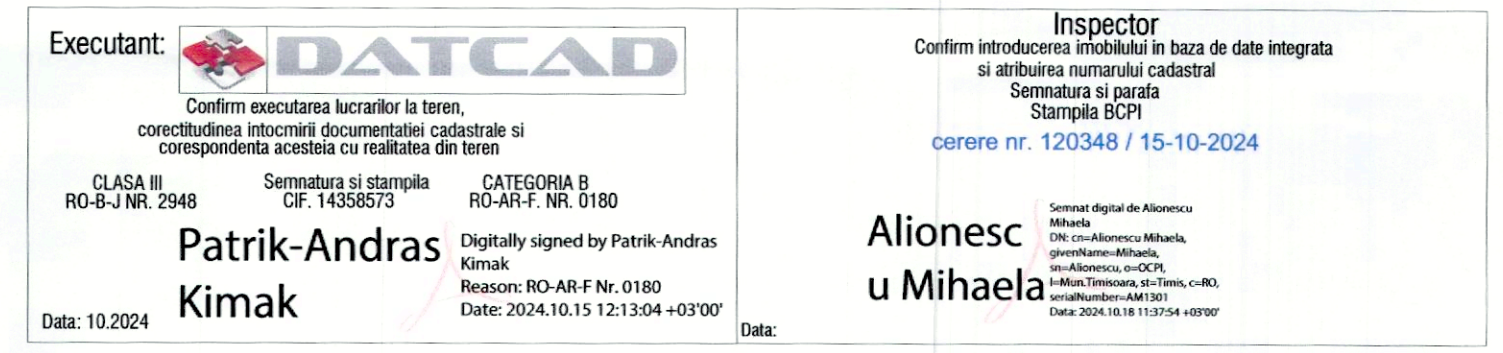 Executant:
DATCAD
Confirm executarea lucrarilor la teren,
corectitudinea intocmirii documentatiei cadastrale si
corespondenta acesteia cu realitatea din teren
CLASA III
RO-B-J NR. 2948
Semnatura si stampila
CIF. 14358573
CATEGORIA B
RO-AR-F. NR. 0180
Patrik-Andras
Kimak
Digitally signed by Patrik-Andras
Kimak
Reason: RO-AR-F Nr. 0180
Date: 2024.10.15 12:13:04 +03'00'
Data: 10.2024
Inspector
Confirm introducerea imobilului in baza de date integrata
si atribuirea numarului cadastral
Semnatura si parafa
Stampila BCPI
cerere nr. 120348 / 15-10-2024
Alionesc
u Mihaela
Semnat digital de Alionescu
Mihaela
DN: cn=Alionescu Mihaela,
givenName=Mihaela,
sn=Alionescu, o=OCPI,
l=Mun.Timisoara, st=Timis, c=RO,
serialNumber=AM1301
Data: 2024.10.18 11:37:54 +03'00'
Data: